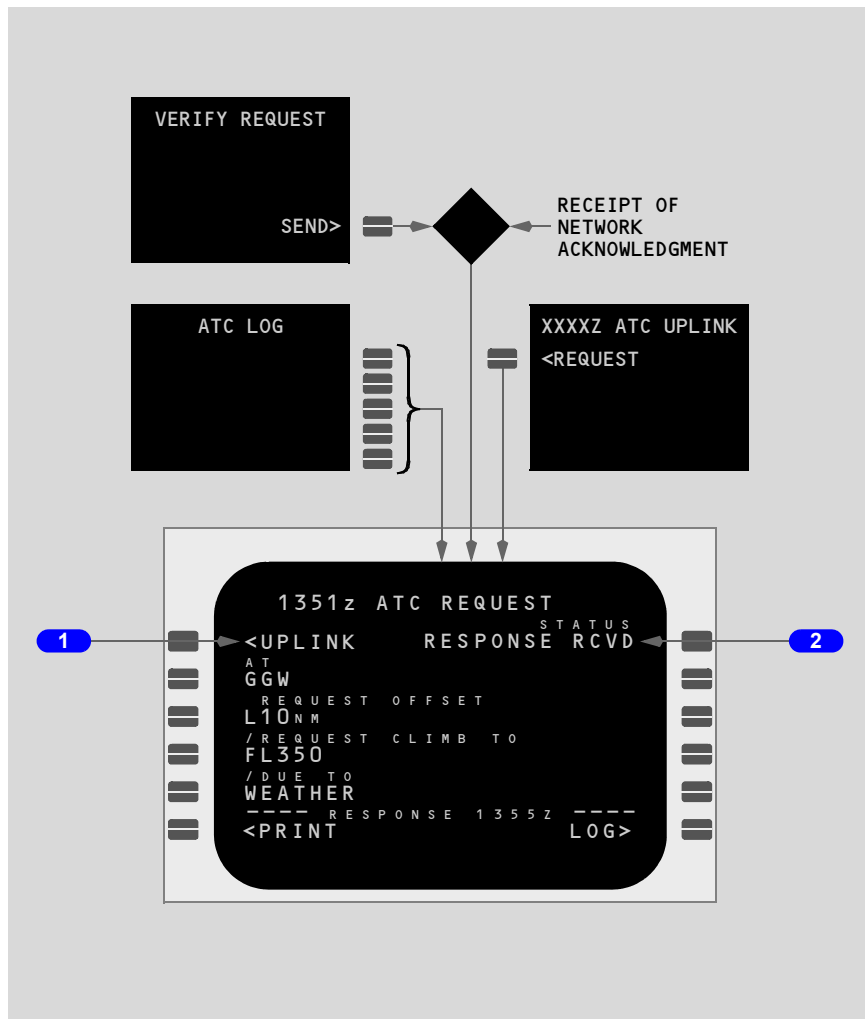 VERIFY REQUEST
SEND>
RECEIPT OF
NETWORK
ACKNOWLEDGMENT
ATC LOG
XXXXZ ATC UPLINK
<REQUEST
1351z ATC REQUEST
STATUS
<UPLINK RESPONSE RCVD
AT
GGW
REQUEST OFFSET
L10NM
/REQUEST CLIMB TO
FL350
/DUE TO
WEATHER
---- RESPONSE 1355Z ----
<PRINT LOG>
1
2